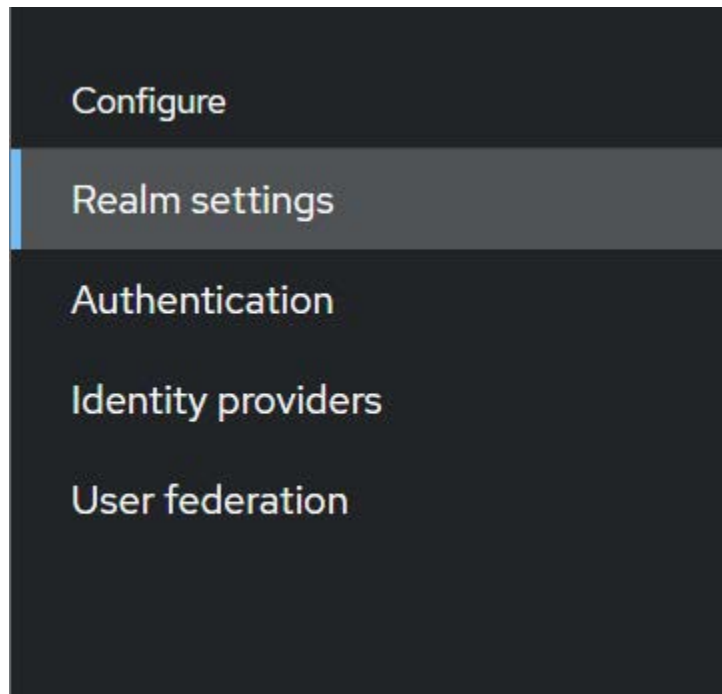 Configure
Realm settings
Authentication
Identity providers
User federation